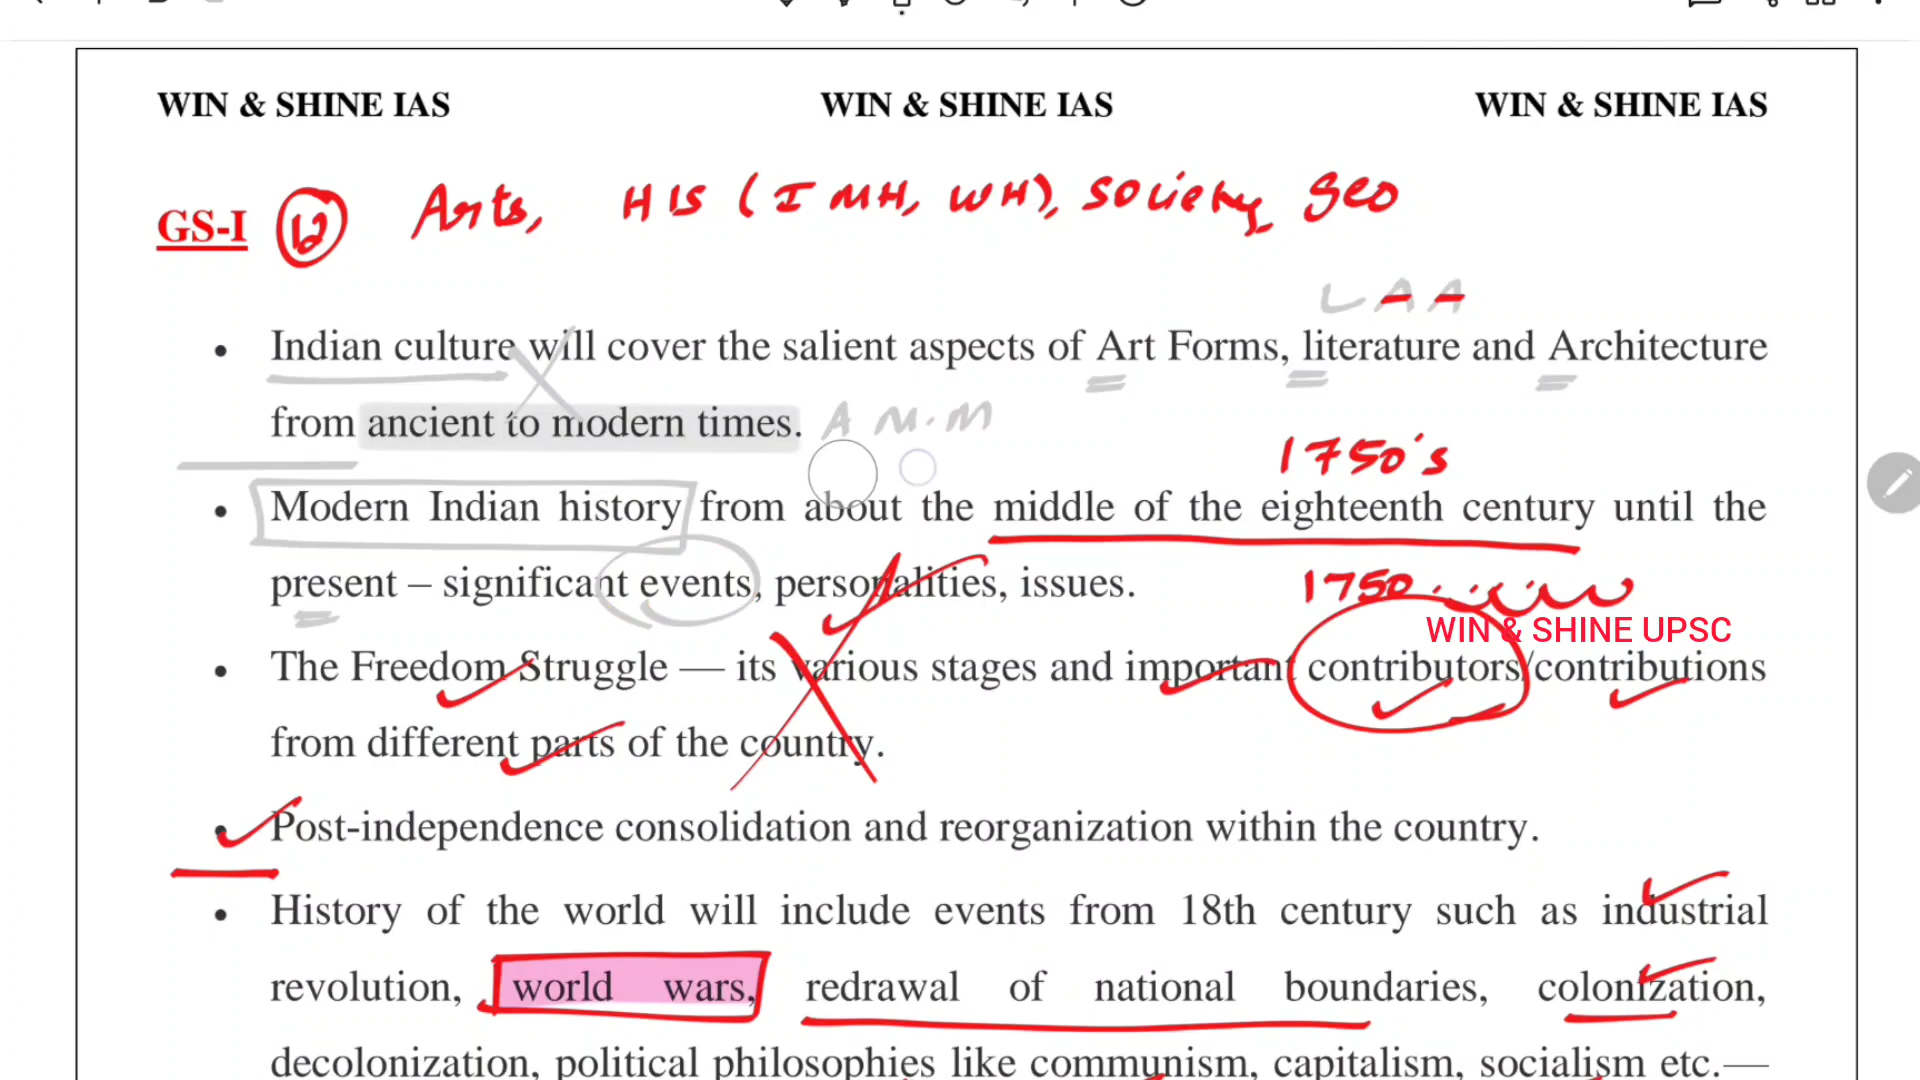 WIN & SHINE IAS WIN & SHINE IAS WIN & SHINE IAS
GS-I 12 Arts, HIS (IMH, WH), Society, Geo
L A A
• Indian culture will cover the salient aspects of Art Forms, literature and Architecture
from ancient to modern times. A M.M
1750's
• Modern Indian history from about the middle of the eighteenth century until the
present – significant events, personalities, issues. 1750
WIN & SHINE UPSC
• The Freedom Struggle — its various stages and important contributors/contributions
from different parts of the country.
• Post-independence consolidation and reorganization within the country.
• History of the world will include events from 18th century such as industrial
revolution, world wars, redrawal of national boundaries, colonization,
decolonization, political philosophies like communism, capitalism, socialism etc.—